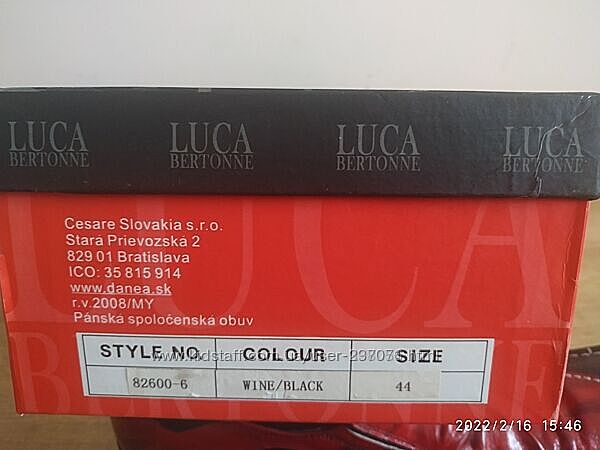 LUCA LUCA LUCA LUCA
BERTONNE BERTONNE BERTONNE BERTONNE
Cesare Slovakia s.r.o.
Stara Prievozská 2
829 01 Bratislava
ICO: 35 815 914
www.danea.sk
r.v.2008/MY
Pánska spoločenská obuv
LUCA
BERTONNE
STYLE NO. COLOUR SIZE
82600-6 WINE/BLACK 44
2022/2/16 15:46